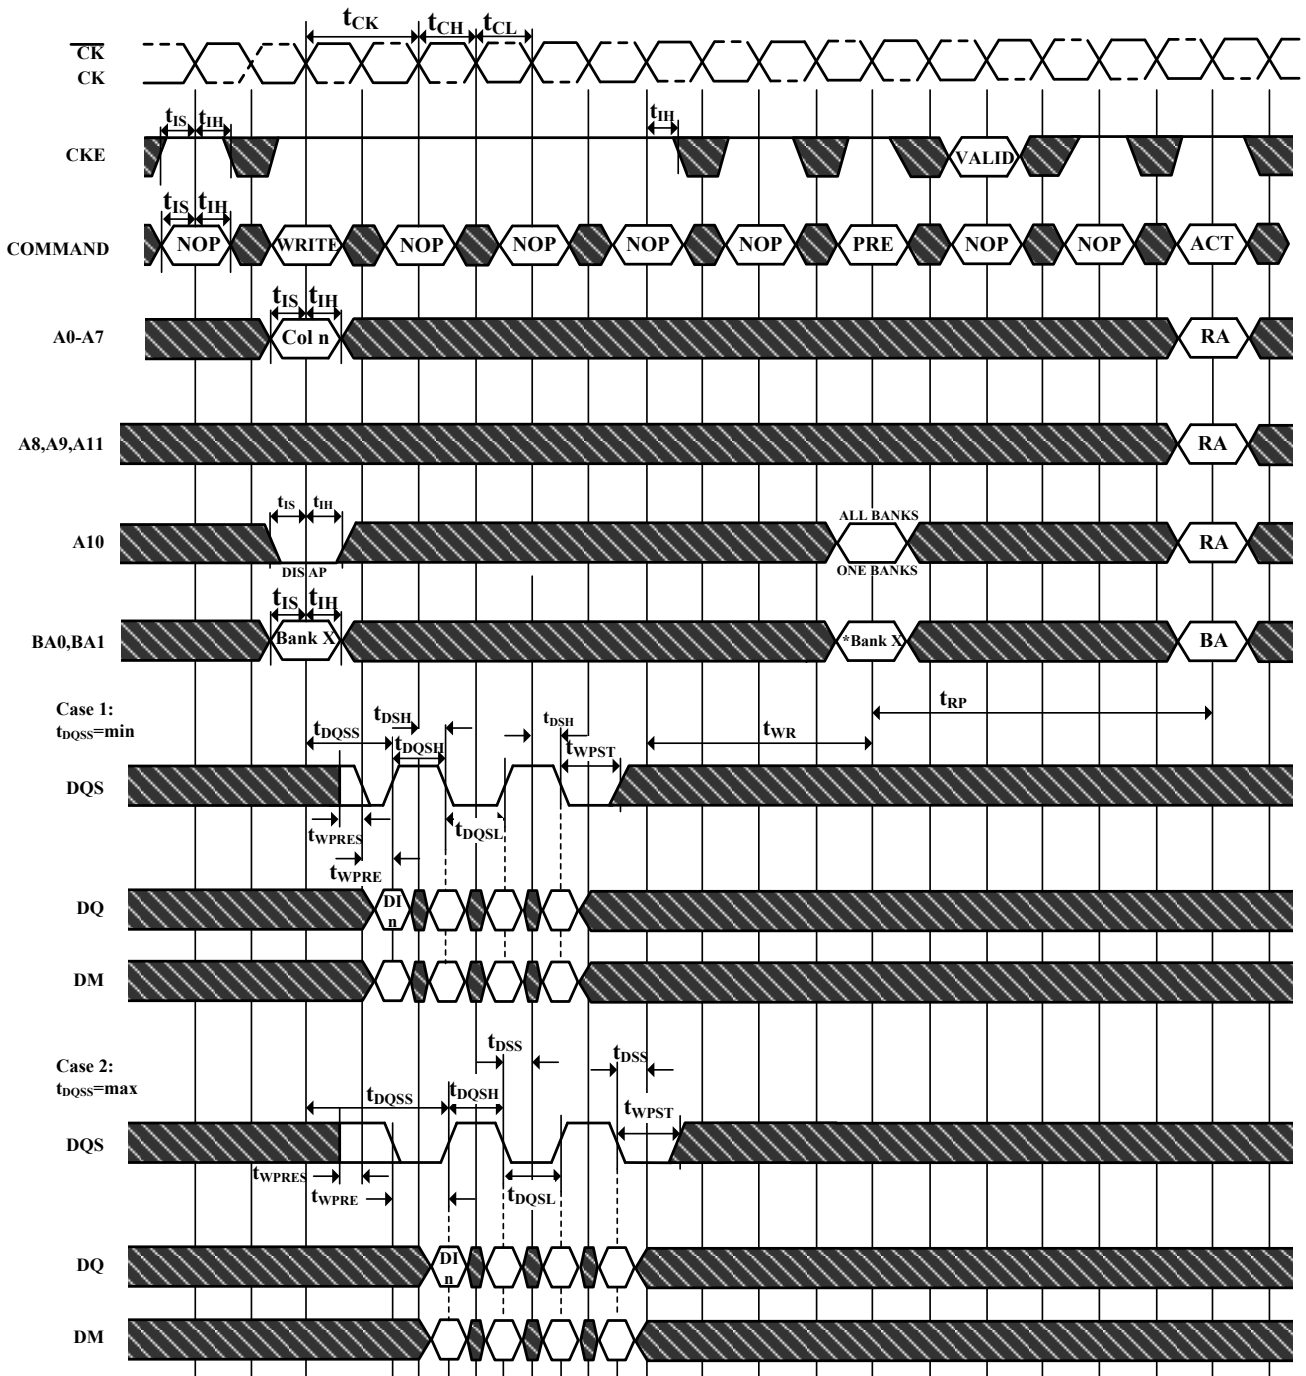 tCK tCH tCL
CK
CK
tIS tIH tIH
CKE VALID
tIS tIH
COMMAND NOP WRITE NOP NOP NOP NOP PRE NOP NOP ACT
tIS tIH
A0-A7 Col n RA
A8,A9,A11 RA
tIS tIH ALL BANKS
A10 RA
DIS AP ONE BANKS
tIS tIH
BA0,BA1 Bank X *Bank X BA
Case 1:
tDQSS=min
tDSH tDSH tRP
tDQSS tDQSH tWPST tWR
DQS
tWPRES tDQSL
tWPRE
DQ DI
n
DM
Case 2:
tDQSS=max
tDSS tDSS
tDQSS tDQSH tWPST
DQS
tWPRES tWPRE tDQSL
DQ DI
n
DM